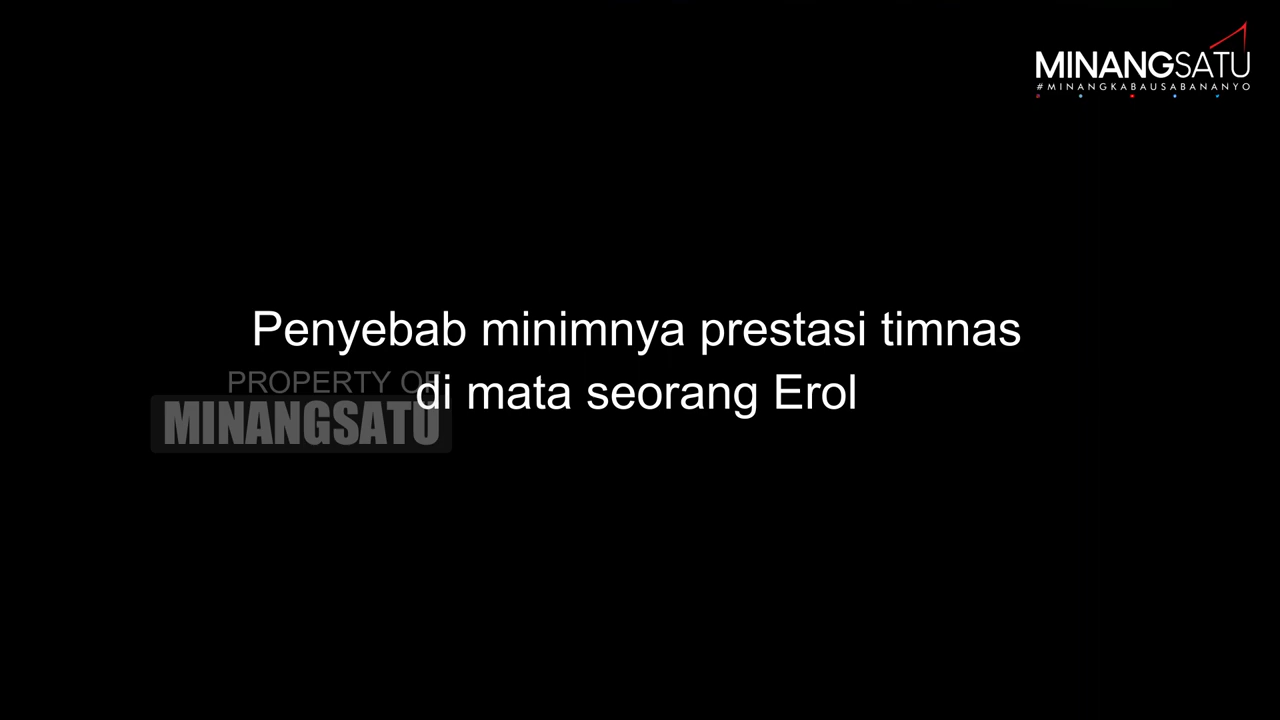 MINANGSATU
#MINANGKABAUSABANANYO
Penyebab minimnya prestasi timnas
di mata seorang Erol
PROPERTY OF
MINANGSATU